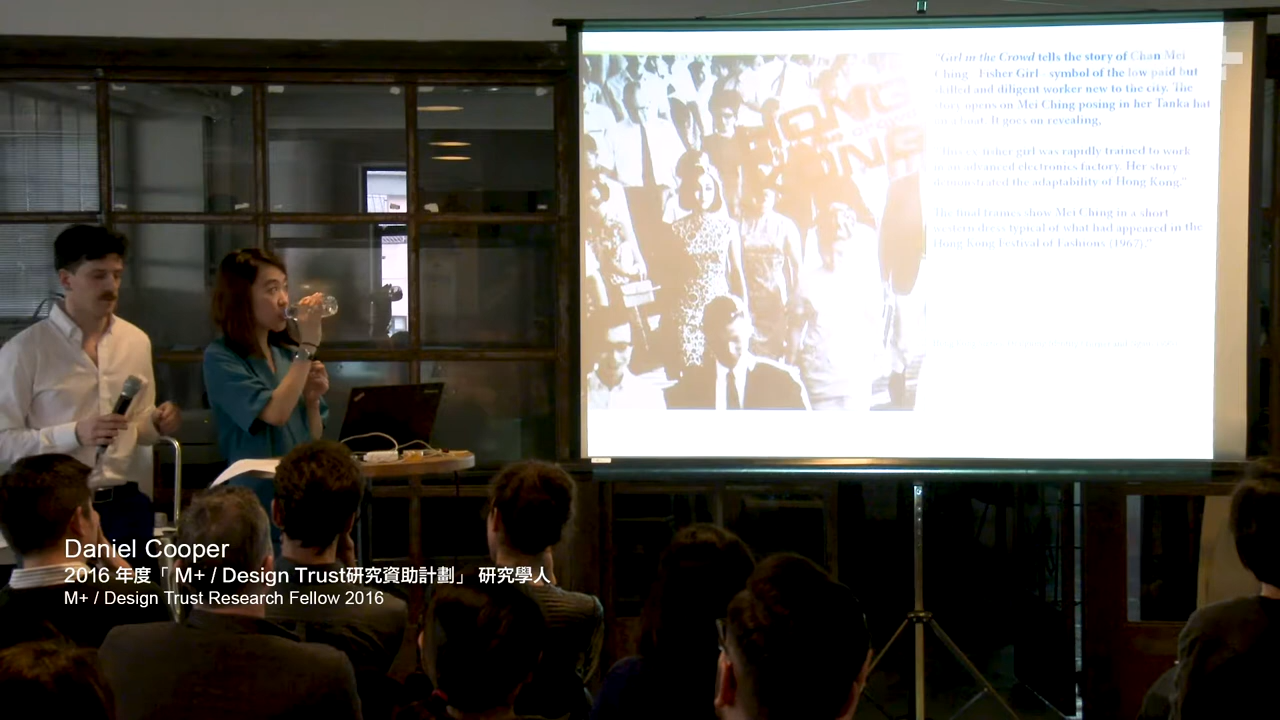 "Girl in the Crowd tells the story of Chan Mei
Ching - Fisher Girl - symbol of the low paid but
skilled and diligent worker new to the city. The
story opens on Mei Ching posing in her Tanka hat
on a boat. It goes on revealing,
fisher girl was rapidly trained to work
in an advanced electronics factory. Her story
demonstrated the adaptability of Hong Kong."
The final frames show Mei Ching in a short
western dress typical of what had appeared in the
Hong Kong Festival of Fashions (1967)."
HONG
KONG
Daniel Cooper
2016 年度「 M+ / Design Trust研究資助計劃」 研究學人
M+ / Design Trust Research Fellow 2016